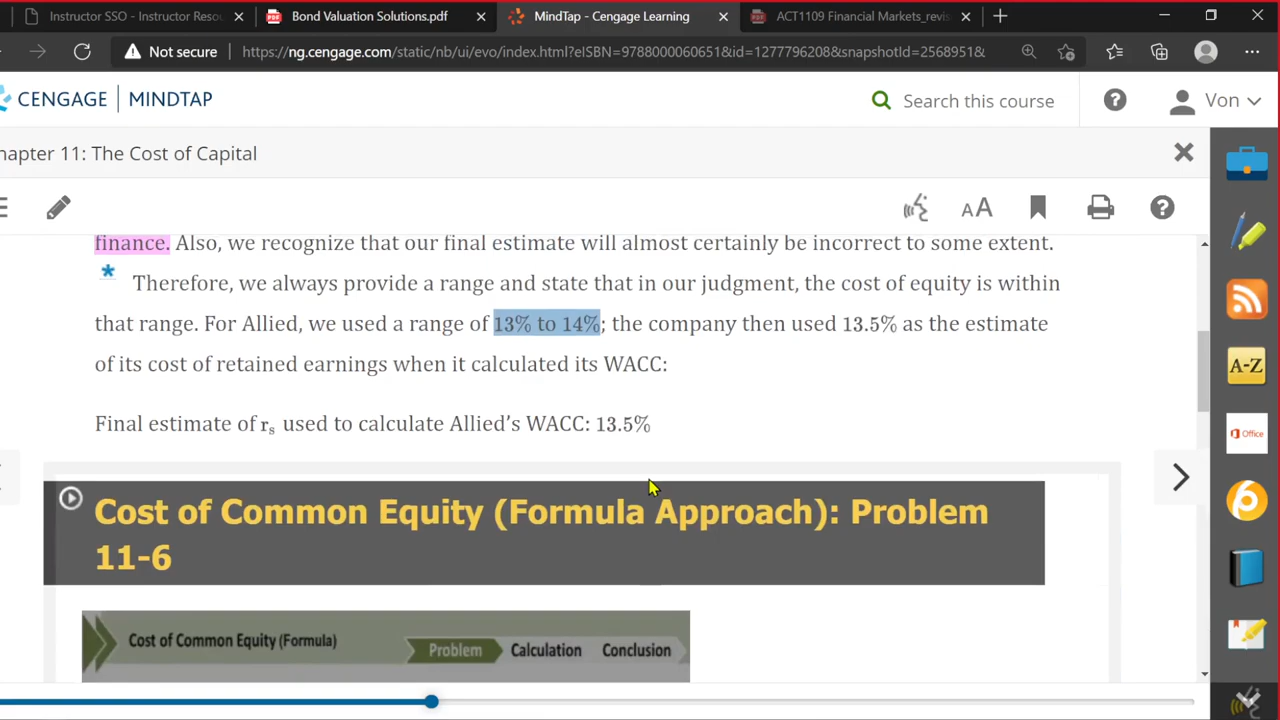 Instructor SSO - Instructor Resou
Bond Valuation Solutions.pdf
MindTap - Cengage Learning
ACT1109 Financial Markets_revis
Not secure
https://ng.cengage.com/static/nb/ui/evo/index.html?eISBN=9788000060651&id=1277796208&snapshotId=2568951&
CENGAGE | MINDTAP
Search this course
Von
hapter 11: The Cost of Capital
AA
finance. Also, we recognize that our final estimate will almost certainly be incorrect to some extent.
* Therefore, we always provide a range and state that in our judgment, the cost of equity is within
that range. For Allied, we used a range of 13% to 14%; the company then used 13.5% as the estimate
of its cost of retained earnings when it calculated its WACC:
Final estimate of rs used to calculate Allied's WACC: 13.5%
Cost of Common Equity (Formula Approach): Problem
11-6
Cost of Common Equity (Formula)
Problem
Calculation
Conclusion
A-Z
Office